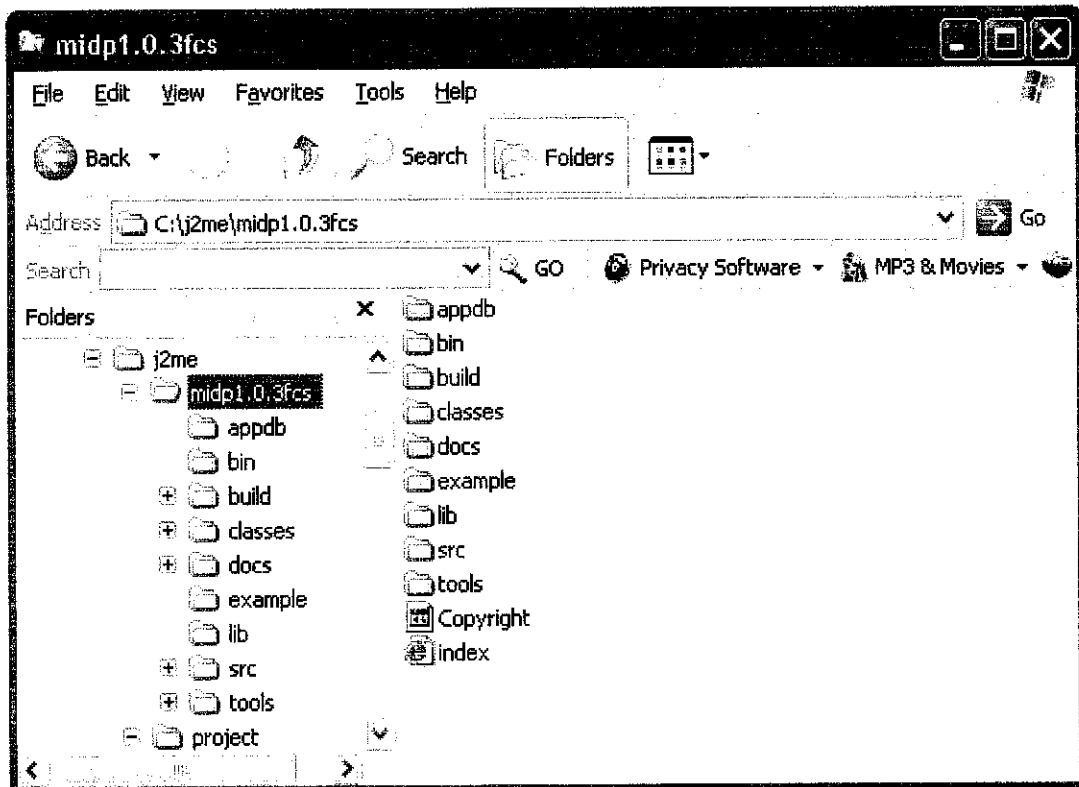 midp1.0.3fcs
File Edit View Favorites Tools Help
Back Search Folders
Address C:\j2me\midp1.0.3fcs Go
Search GO Privacy Software MP3 & Movies
Folders
j2me
midp1.0.3fcs
appdb
bin
build
classes
docs
example
lib
src
tools
project
appdb
bin
build
classes
docs
example
lib
src
tools
Copyright
index